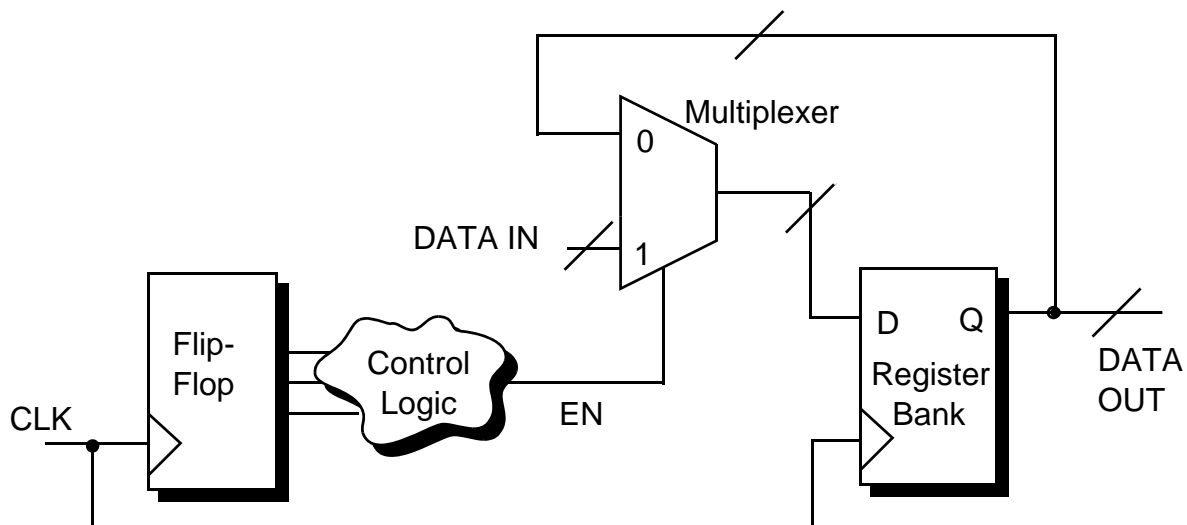 Multiplexer
0
DATA IN
1
Flip-
Flop
Control
Logic
D
Q
Register
Bank
DATA
OUT
CLK
EN